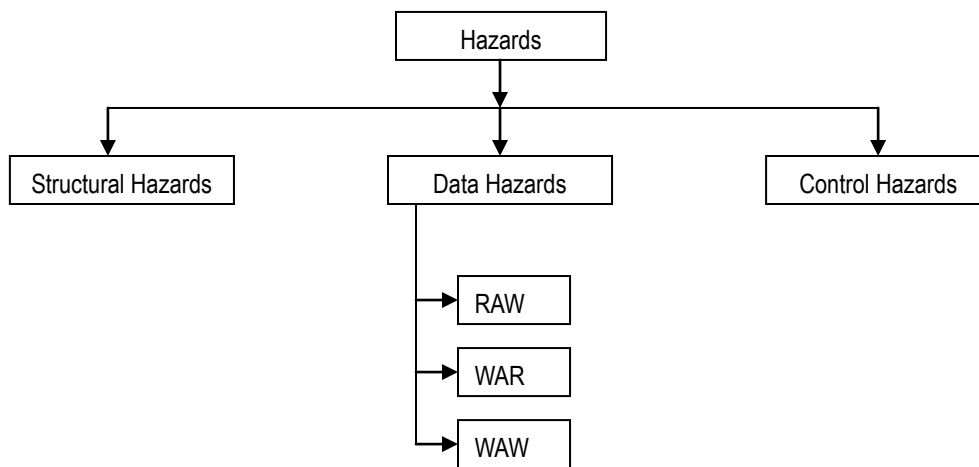 Hazards
Structural Hazards
Data Hazards
Control Hazards
RAW
WAR
WAW